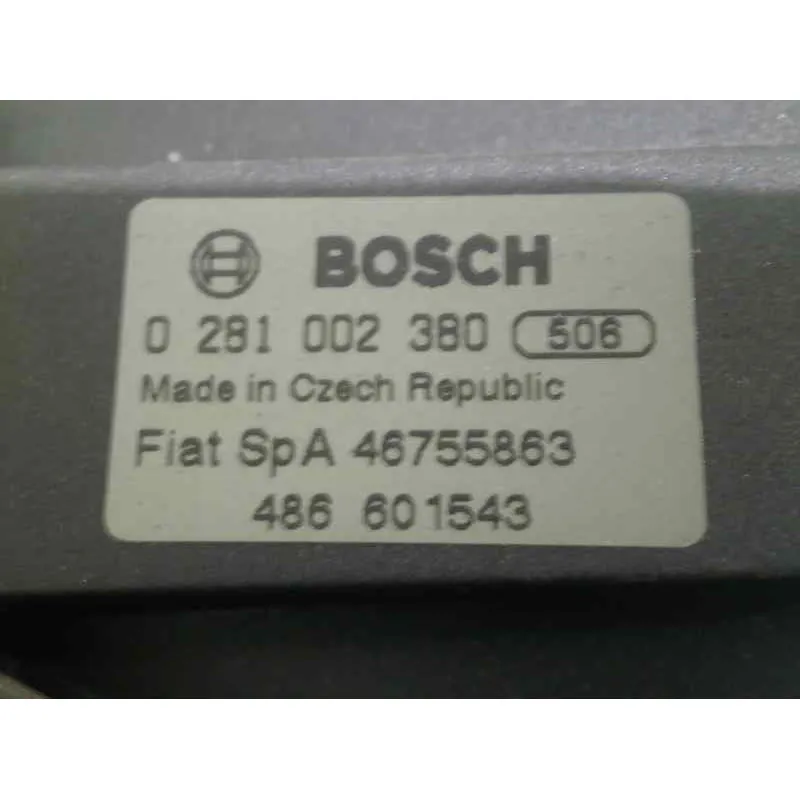 BOSCH
0 281 002 380 506
Made in Czech Republic
Fiat SpA 46755863
486 601543